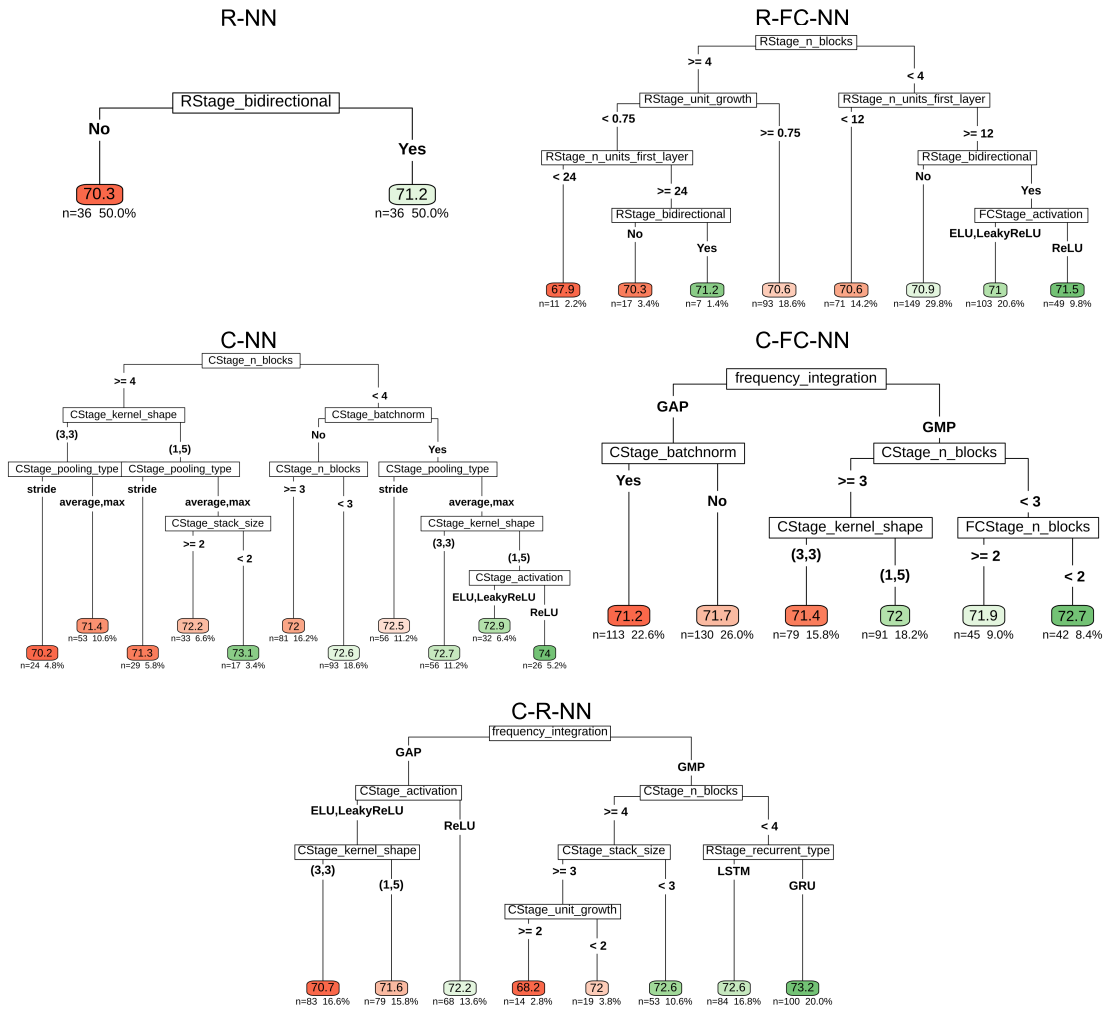 R-NN
RStage_bidirectional
No
Yes
70.3
71.2
n=36 50.0%
n=36 50.0%
R-FC-NN
RStage_n_blocks
>= 4
< 4
RStage_unit_growth
RStage_n_units_first_layer
< 0.75
>= 0.75
< 12
>= 12
RStage_n_units_first_layer
RStage_bidirectional
< 24
>= 24
No
Yes
RStage_bidirectional
FCStage_activation
No
Yes
ELU,LeakyReLU
ReLU
67.9
70.3
71.2
70.6
70.6
70.9
71
71.5
n=11 2.2%
n=17 3.4%
n=7 1.4%
n=93 18.6%
n=71 14.2%
n=149 29.8%
n=103 20.6%
n=49 9.8%
C-NN
CStage_n_blocks
>= 4
< 4
CStage_kernel_shape
CStage_batchnorm
(3,3)
(1,5)
No
Yes
CStage_pooling_type
CStage_pooling_type
CStage_n_blocks
CStage_pooling_type
stride
average,max
stride
average,max
>= 3
< 3
stride
average,max
CStage_stack_size
CStage_kernel_shape
>= 2
< 2
(3,3)
(1,5)
CStage_activation
ELU,LeakyReLU
ReLU
71.4
72.2
72
72.5
72.9
n=53 10.6%
n=33 6.6%
n=81 16.2%
n=56 11.2%
n=32 6.4%
70.2
71.3
73.1
72.6
72.7
74
n=24 4.8%
n=29 5.8%
n=17 3.4%
n=93 18.6%
n=56 11.2%
n=26 5.2%
C-FC-NN
frequency_integration
GAP
GMP
CStage_batchnorm
CStage_n_blocks
Yes
No
>= 3
< 3
CStage_kernel_shape
FCStage_n_blocks
(3,3)
(1,5)
>= 2
< 2
71.2
71.7
71.4
72
71.9
72.7
n=113 22.6%
n=130 26.0%
n=79 15.8%
n=91 18.2%
n=45 9.0%
n=42 8.4%
C-R-NN
frequency_integration
GAP
GMP
CStage_activation
CStage_n_blocks
ELU,LeakyReLU
ReLU
>= 4
< 4
CStage_kernel_shape
CStage_stack_size
RStage_recurrent_type
(3,3)
(1,5)
>= 3
< 3
LSTM
GRU
CStage_unit_growth
>= 2
< 2
70.7
71.6
72.2
68.2
72
72.6
72.6
73.2
n=83 16.6%
n=79 15.8%
n=68 13.6%
n=14 2.8%
n=19 3.8%
n=53 10.6%
n=84 16.8%
n=100 20.0%